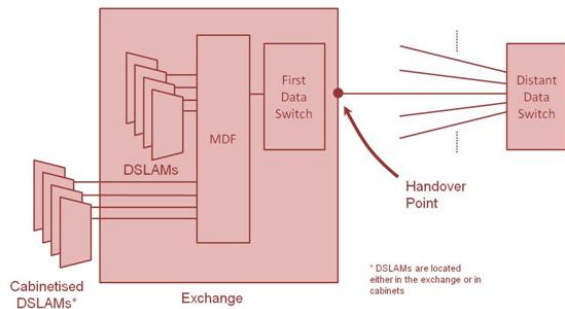 First
Data
Switch
MDF
DSLAMs
Distant
Data
Switch
Handover
Point
Cabinetised
DSLAMs*
Exchange
* DSLAMs are located
either in the exchange or in
cabinets